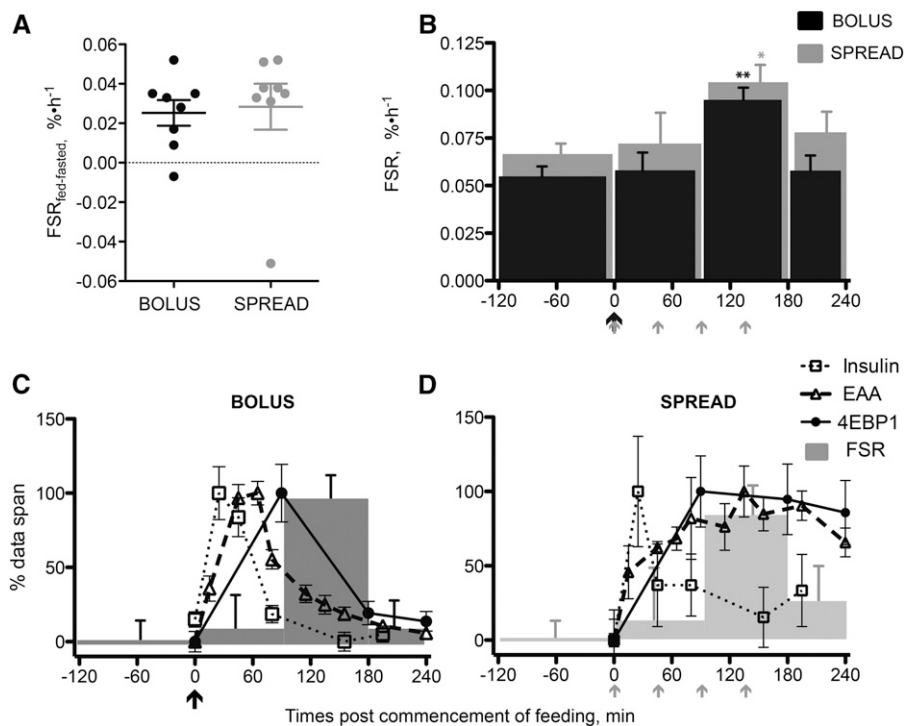 A
FSRfed-fasted, %•h-1
0.06
0.04
0.02
0.00
-0.02
-0.04
-0.06
BOLUS SPREAD
B
BOLUS
SPREAD
FSR, %•h-1
0.125
0.100
0.075
0.050
0.025
0.000
** *
-120 -60 0 60 120 180 240
C
BOLUS
% data span
150
100
50
0
-120 -60 0 60 120 180 240
D
SPREAD
Insulin
EAA
4EBP1
FSR
150
100
50
0
-120 -60 0 60 120 180 240
Times post commencement of feeding, min